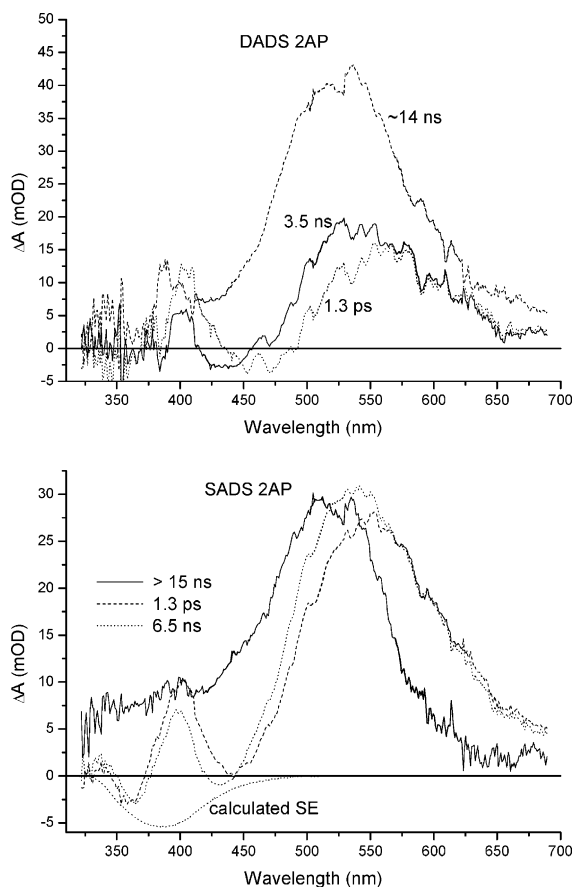 DADS 2AP
50
45
40
35
30
25
20
15
10
5
0
-5
ΔA (mOD)
~14 ns
3.5 ns
1.3 ps
350 400 450 500 550 600 650 700
Wavelength (nm)
SADS 2AP
30
25
20
15
10
5
0
-5
ΔA (mOD)
> 15 ns
1.3 ps
6.5 ns
calculated SE
350 400 450 500 550 600 650 700
Wavelength (nm)